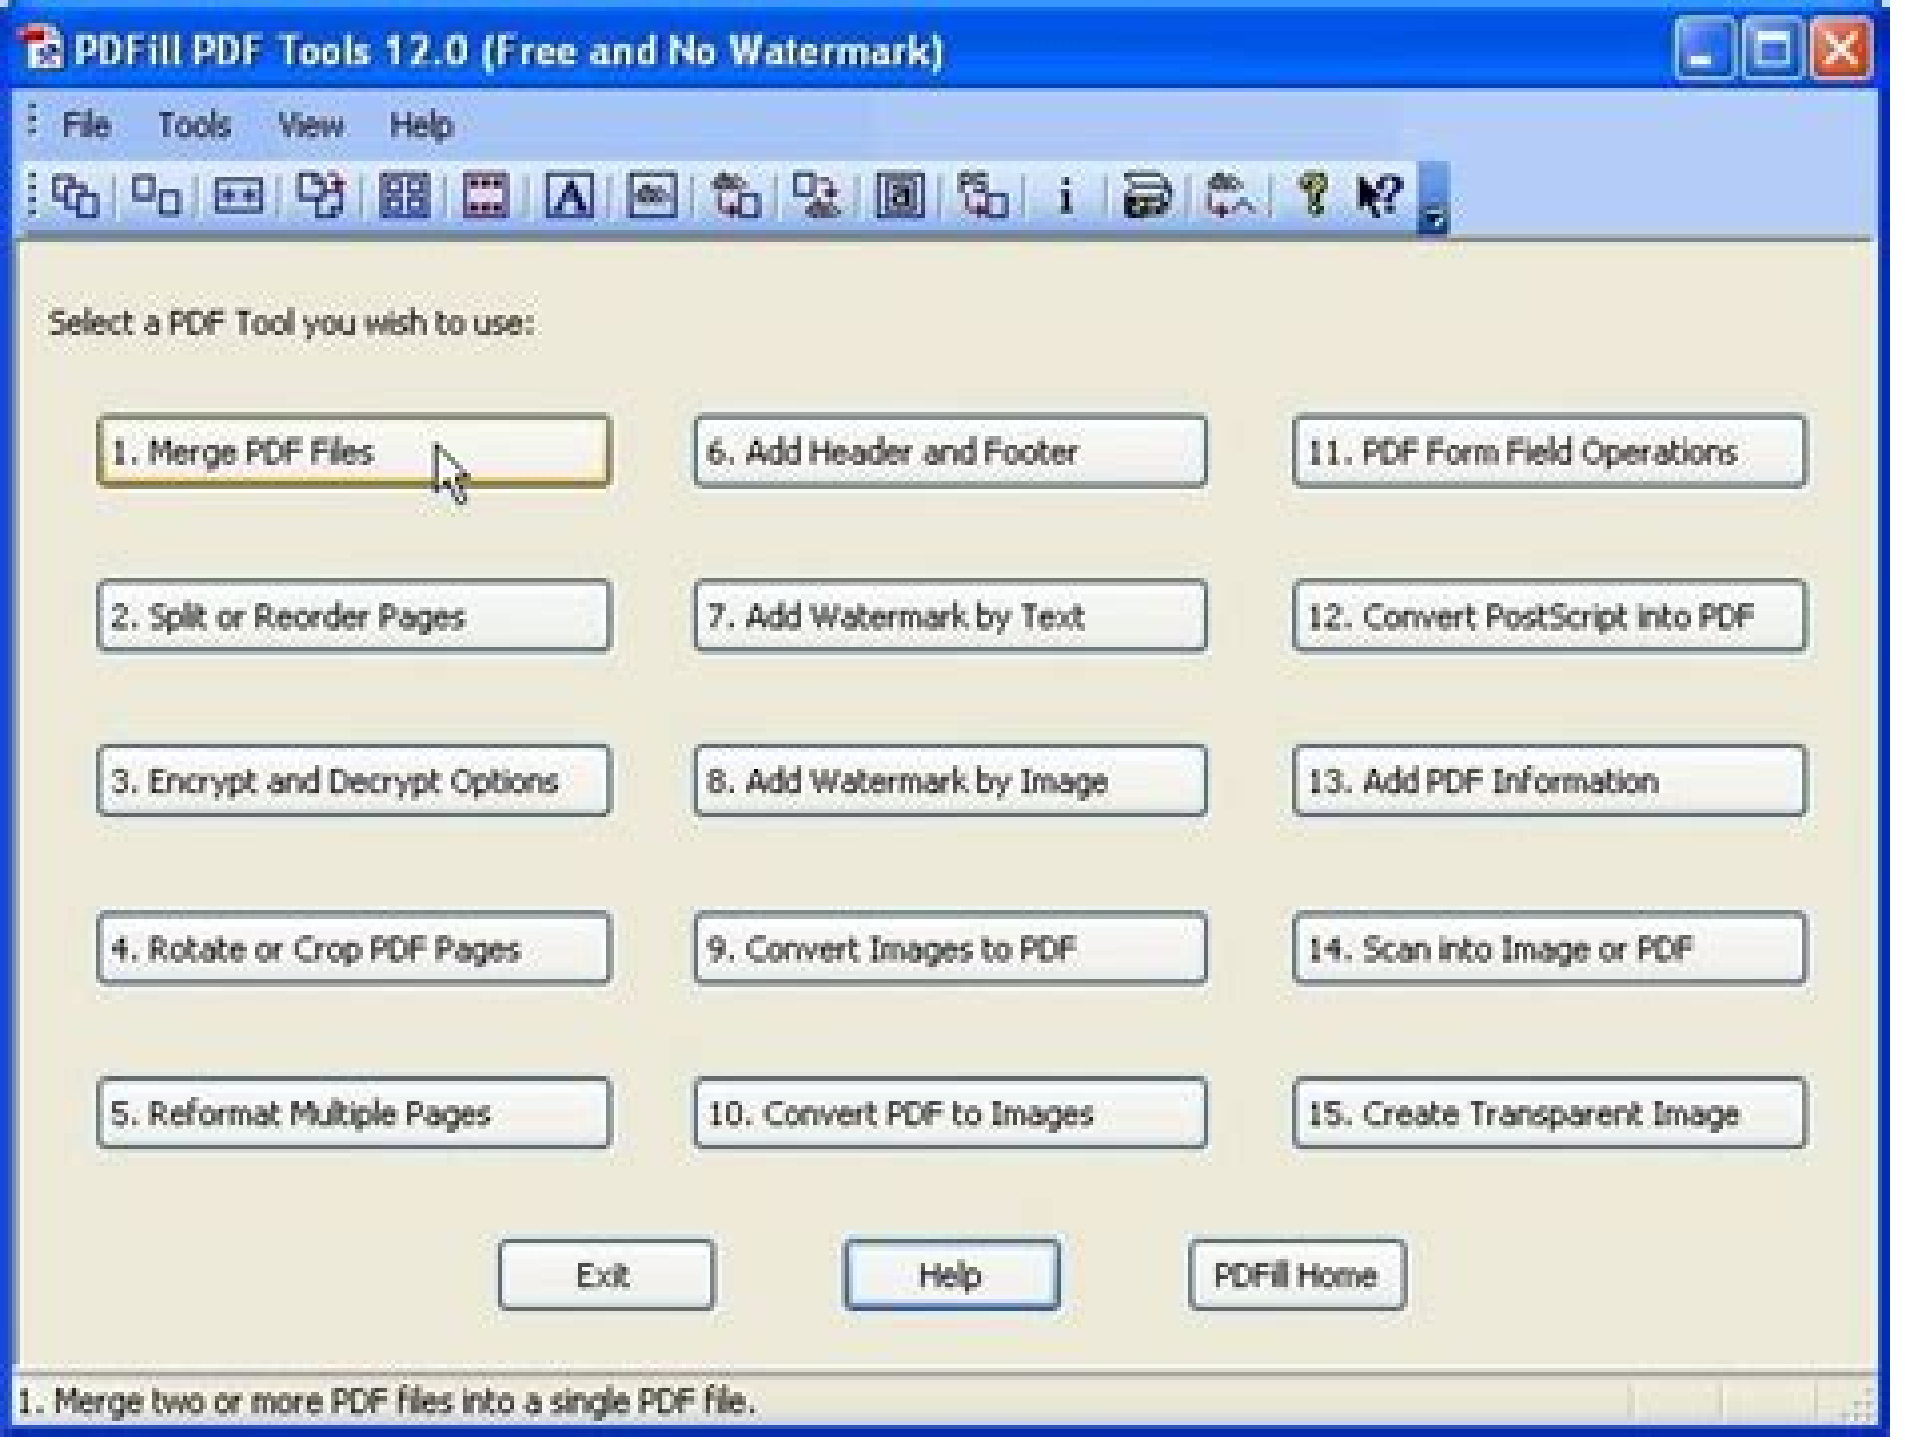 PDFill PDF Tools 12.0 (Free and No Watermark)
File Tools View Help
Select a PDF Tool you wish to use:
1. Merge PDF Files
2. Split or Reorder Pages
3. Encrypt and Decrypt Options
4. Rotate or Crop PDF Pages
5. Reformat Multiple Pages
6. Add Header and Footer
7. Add Watermark by Text
8. Add Watermark by Image
9. Convert Images to PDF
10. Convert PDF to Images
11. PDF Form Field Operations
12. Convert PostScript into PDF
13. Add PDF Information
14. Scan into Image or PDF
15. Create Transparent Image
Exit Help PDFill Home
1. Merge two or more PDF files into a single PDF file.